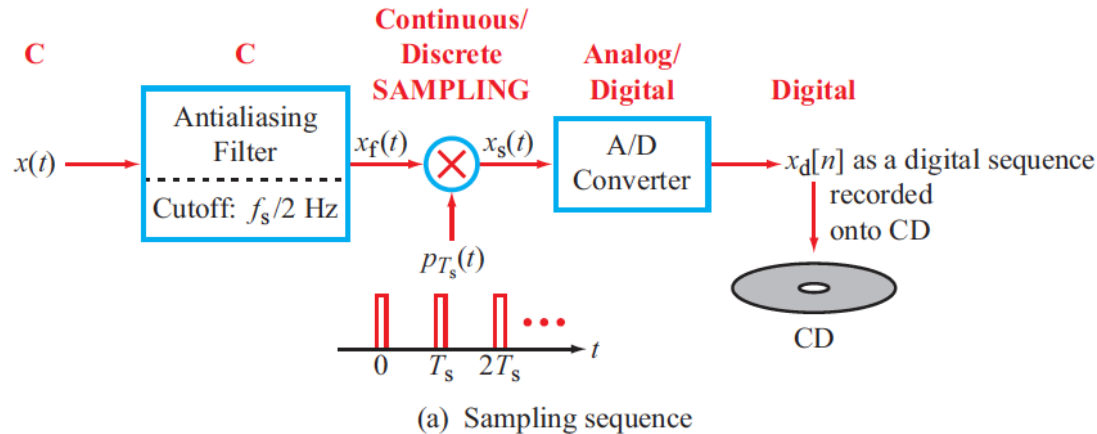 Continuous/
Discrete
SAMPLING
C
C
Analog/
Digital
Digital
x(t)
Antialiasing
Filter
Cutoff: fs/2 Hz
xf(t)
xs(t)
A/D
Converter
xd[n] as a digital sequence
recorded
onto CD
pTs(t)
CD
0 Ts 2Ts t
(a) Sampling sequence